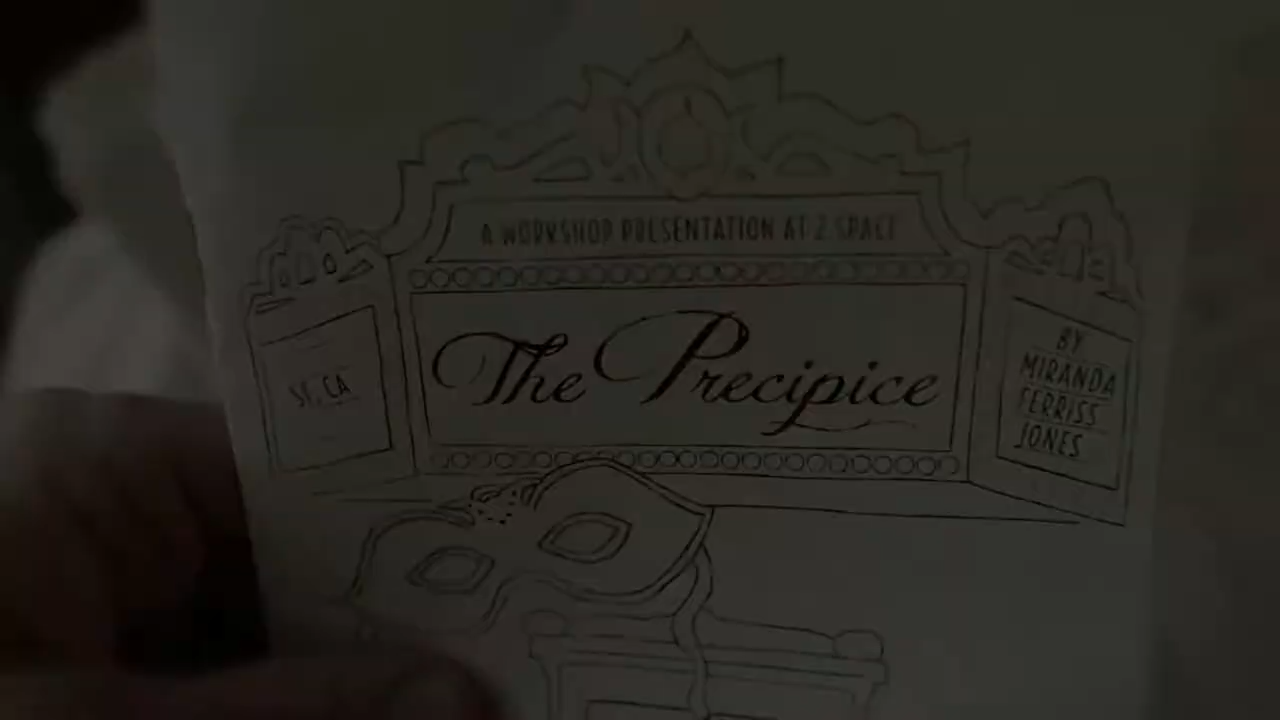 A WORKSHOP PRESENTATION AT Z SPACE
SF, CA
The Precipice
BY
MIRANDA
FERRISS
JONES